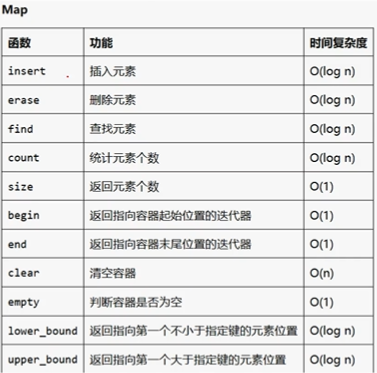 Map
函数 功能 时间复杂度
insert 插入元素 O(log n)
erase 删除元素 O(log n)
find 查找元素 O(log n)
count 统计元素个数 O(log n)
size 返回元素个数 O(1)
begin 返回指向容器起始位置的迭代器 O(1)
end 返回指向容器末尾位置的迭代器 O(1)
clear 清空容器 O(n)
empty 判断容器是否为空 O(1)
lower_bound 返回指向第一个不小于指定键的元素位置 O(log n)
upper_bound 返回指向第一个大于指定键的元素位置 O(log n)